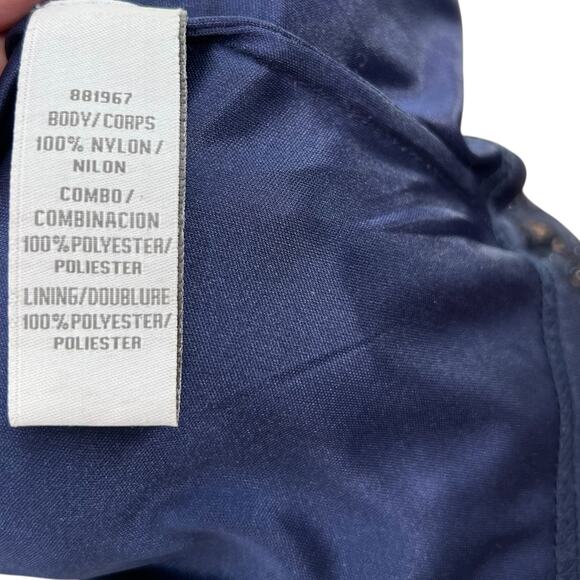 881967
BODY/CORPS
100% NYLON/
NILON
COMBO/
COMBINACION
100%POLYESTER/
POLIESTER
LINING/DOUBLURE
100%POLYESTER/
POLIESTER